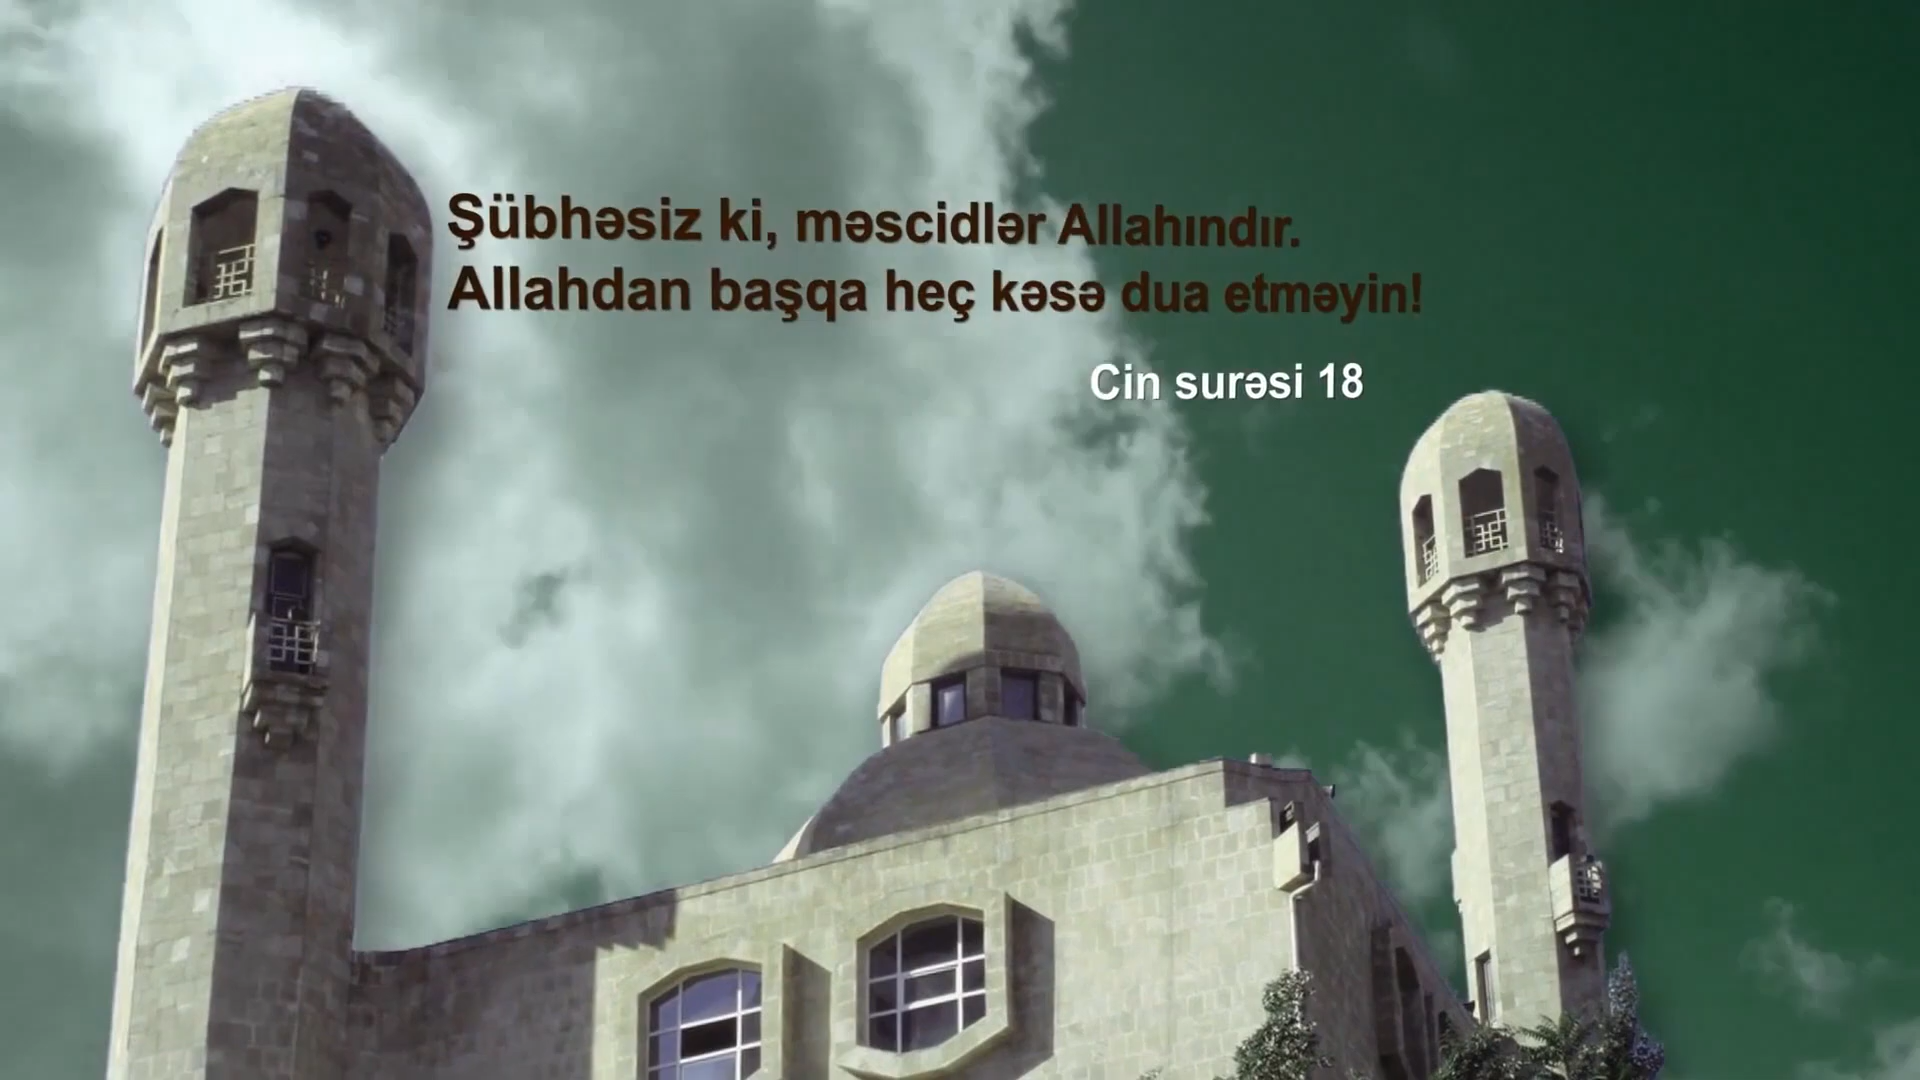 Şübhəsiz ki, məscidlər Allahındır.
Allahdan başqa heç kəsə dua etməyin!
Cin surəsi 18